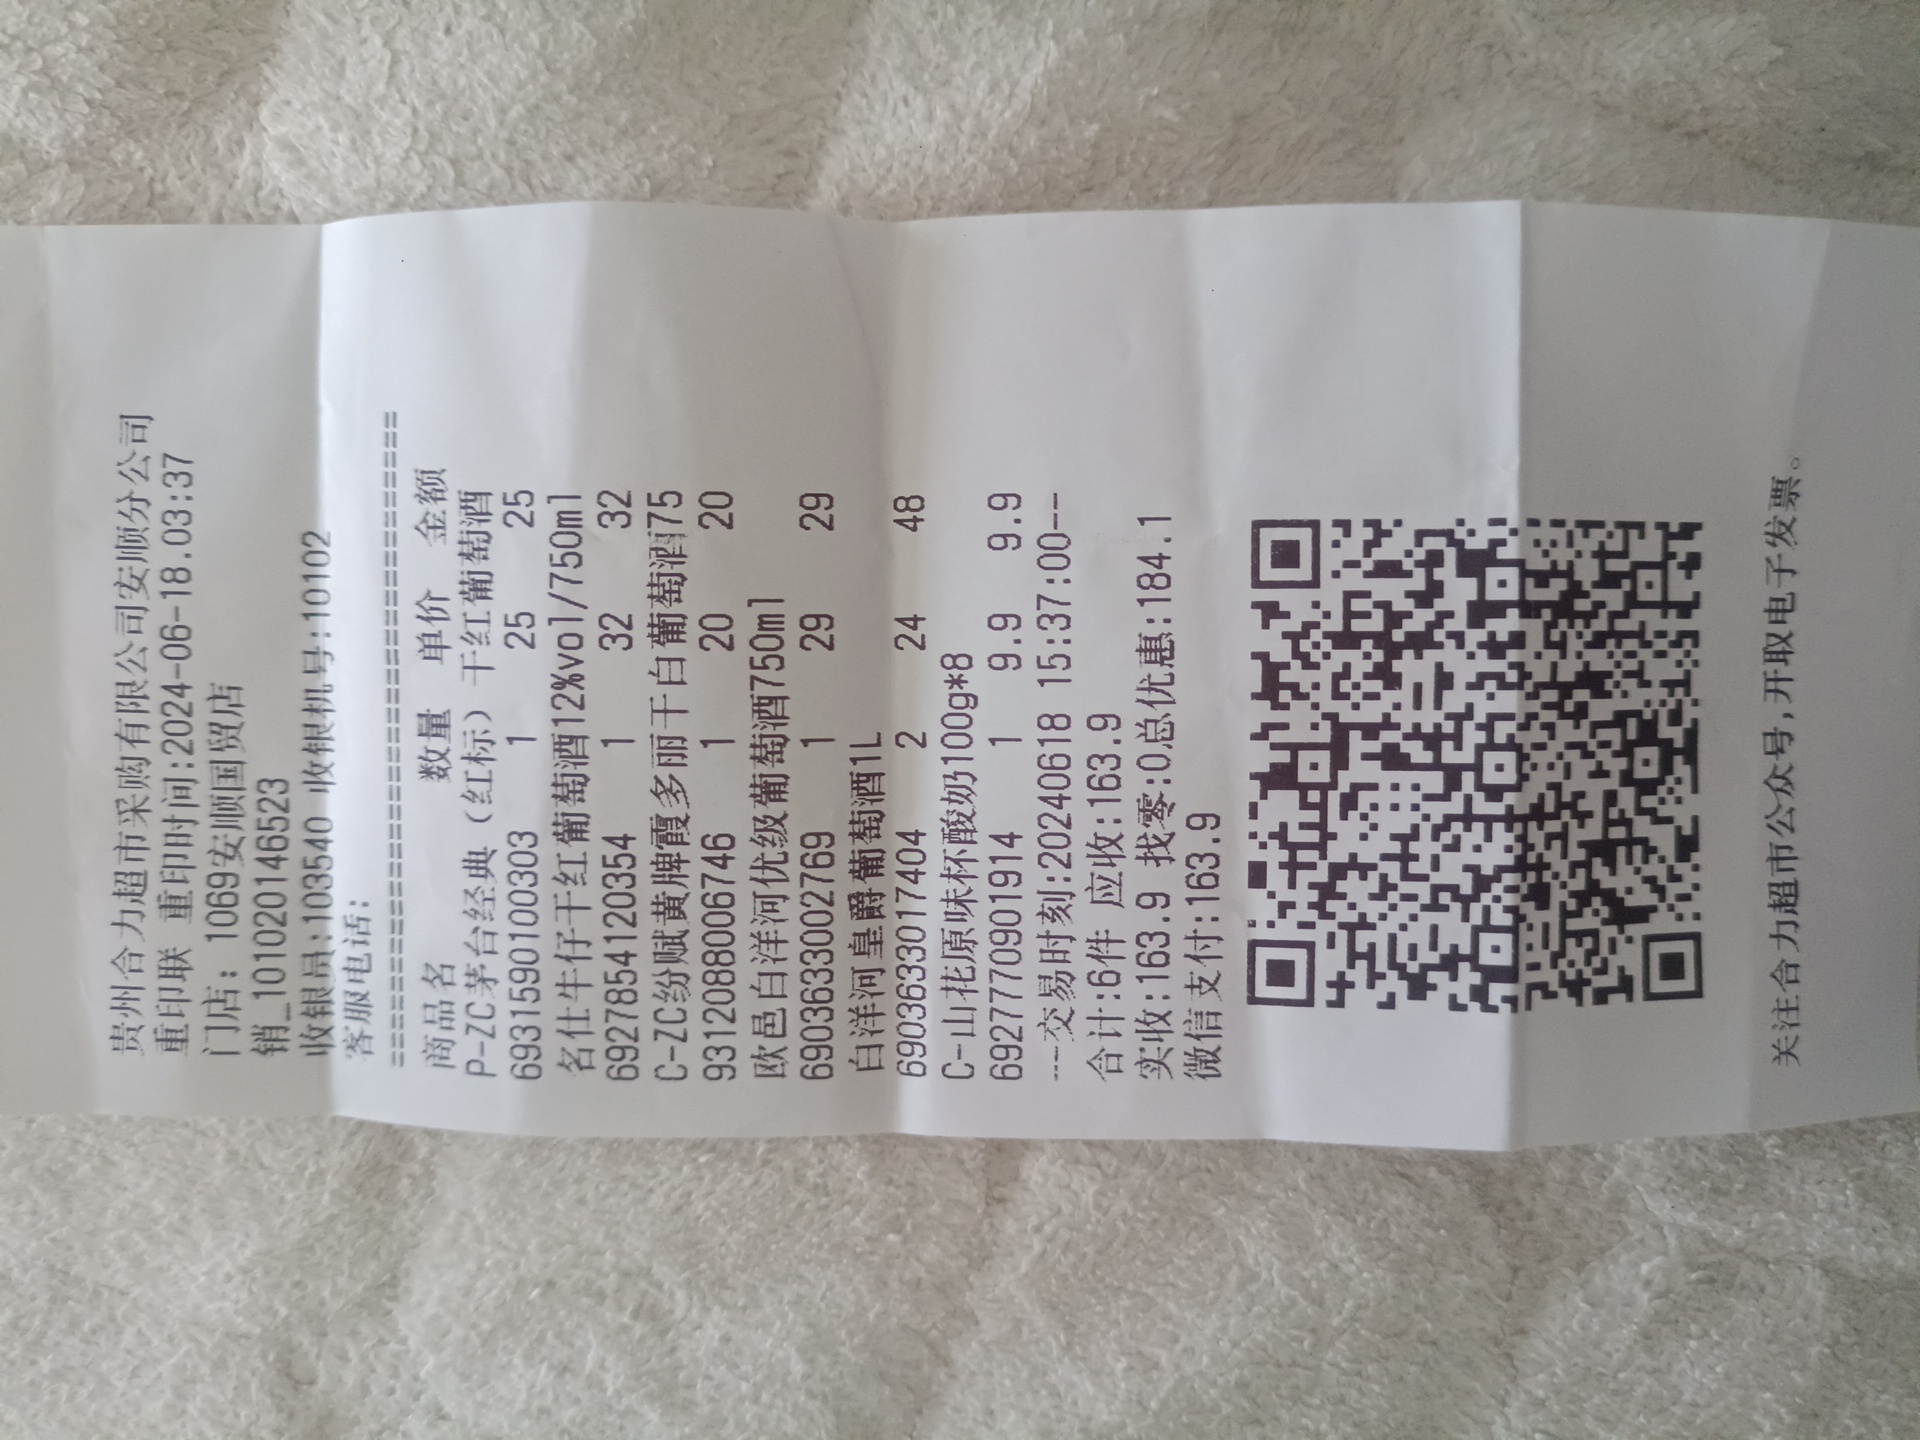 贵州合力超市采购有限公司安顺分公司
重印联 重印时间:2024-06-18.03:37
门店: 1069安顺国贸店
销_1010202010146523
收银员:103540 收银机号:10102
客服电话:
================================
商品名 数量 单价 金额
P-ZC茅台经典（红标）干红葡萄酒
6931590100303 1 25 25
名仕牛仔干红葡萄酒12%vol/750ml
6927854120354 1 32 32
C-ZC纷赋黄牌霞多丽干白葡萄酒75
9312088006746 1 20 20
欧邑白洋河优级葡萄酒750ml
6903633002769 1 29 29
白洋河皇爵葡萄酒1L
6903633017404 2 24 48
C-山花原味杯酸奶100g*8
6927770901914 1 9.9 9.9
---交易时刻:20240618 15:37:00--
合计:6件 应收:163.9
实收:163.9 找零:0总优惠:184.1
微信支付:163.9
关注合力超市公众号,开取电子发票。